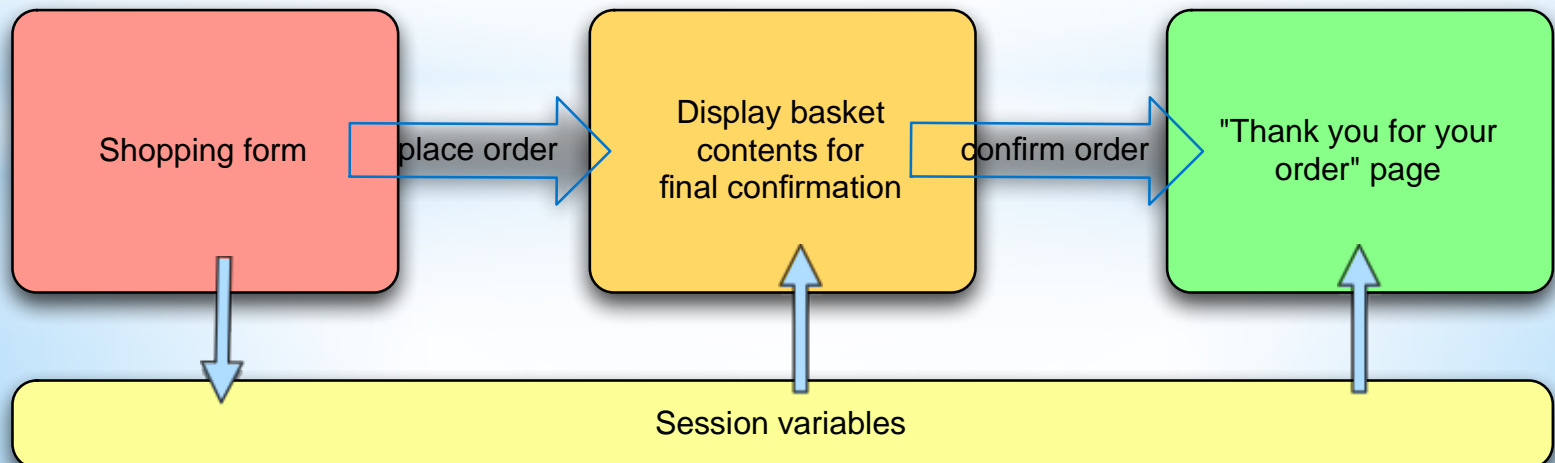 Shopping form
place order
Display basket
contents for
final confirmation
confirm order
"Thank you for your
order" page
Session variables